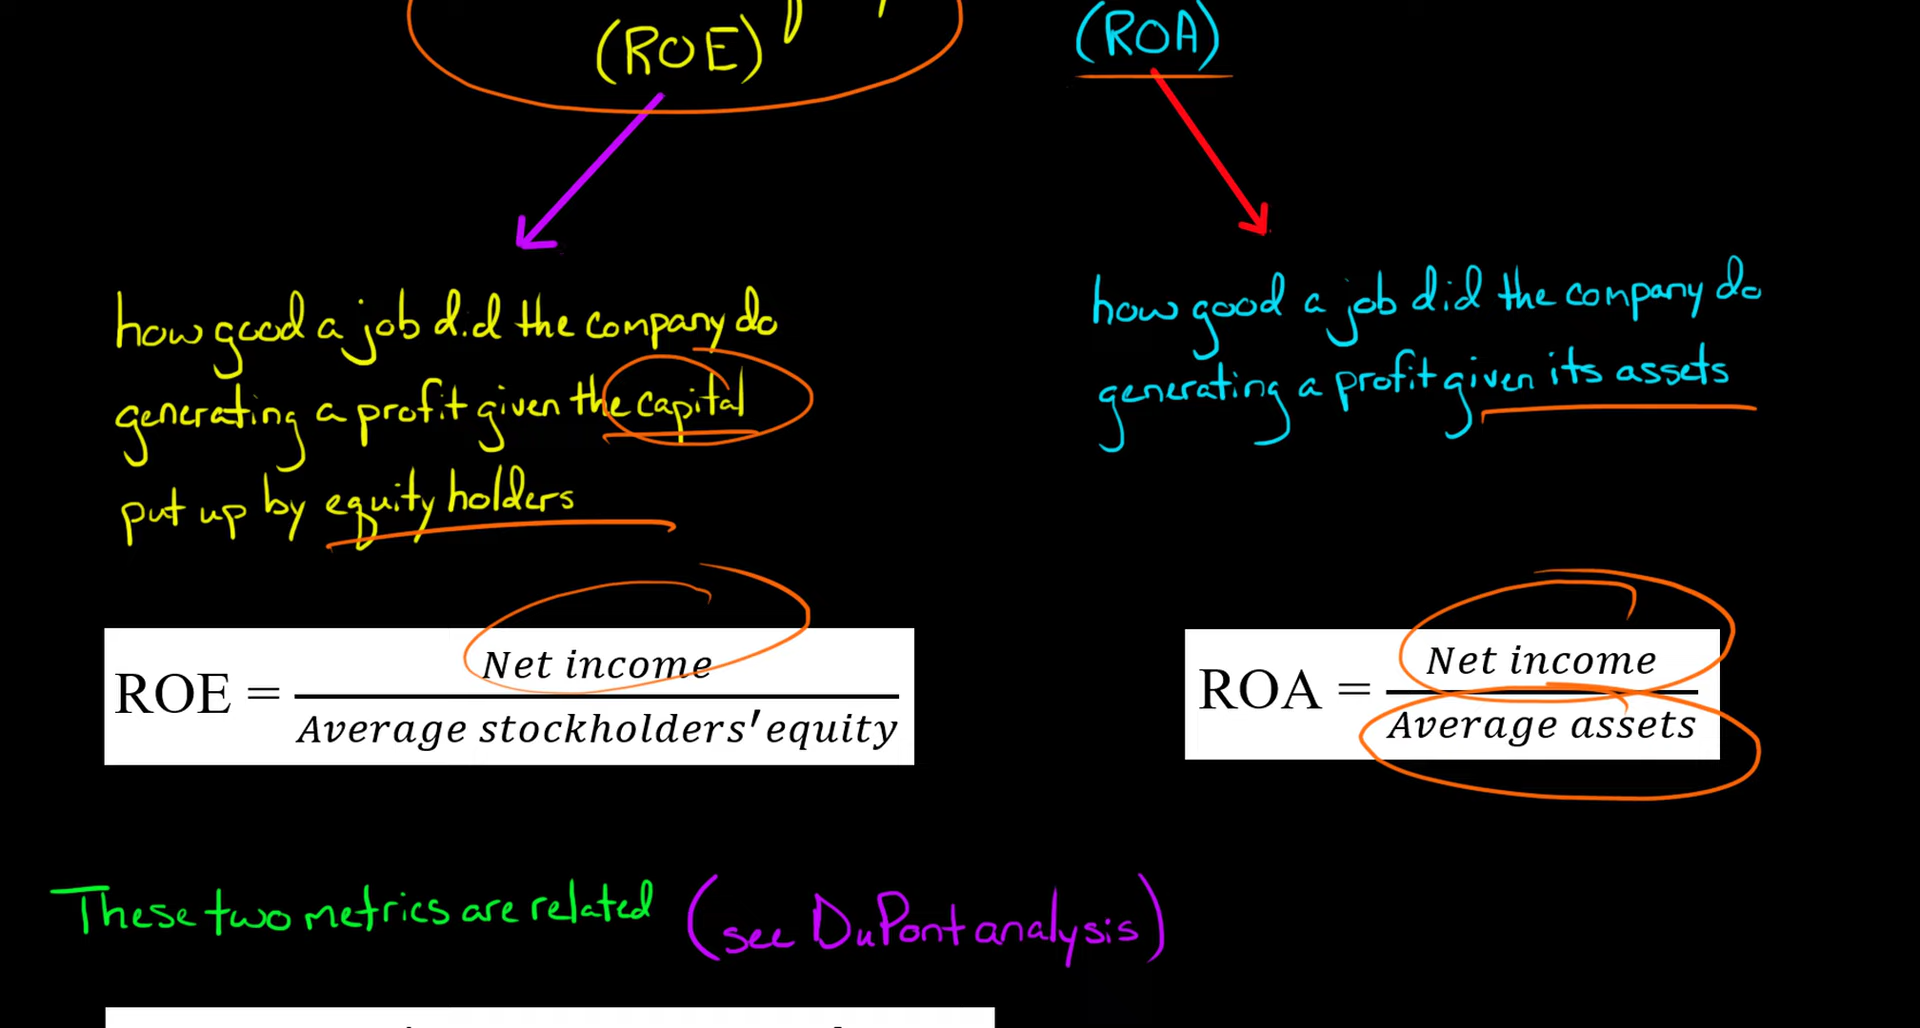 (ROE)
(ROA)
how good a job did the company do
generating a profit given the capital
put up by equity holders
how good a job did the company do
generating a profit given its assets
ROE = Net income
Average stockholders' equity
ROA = Net income
Average assets
These two metrics are related (see DuPont analysis)